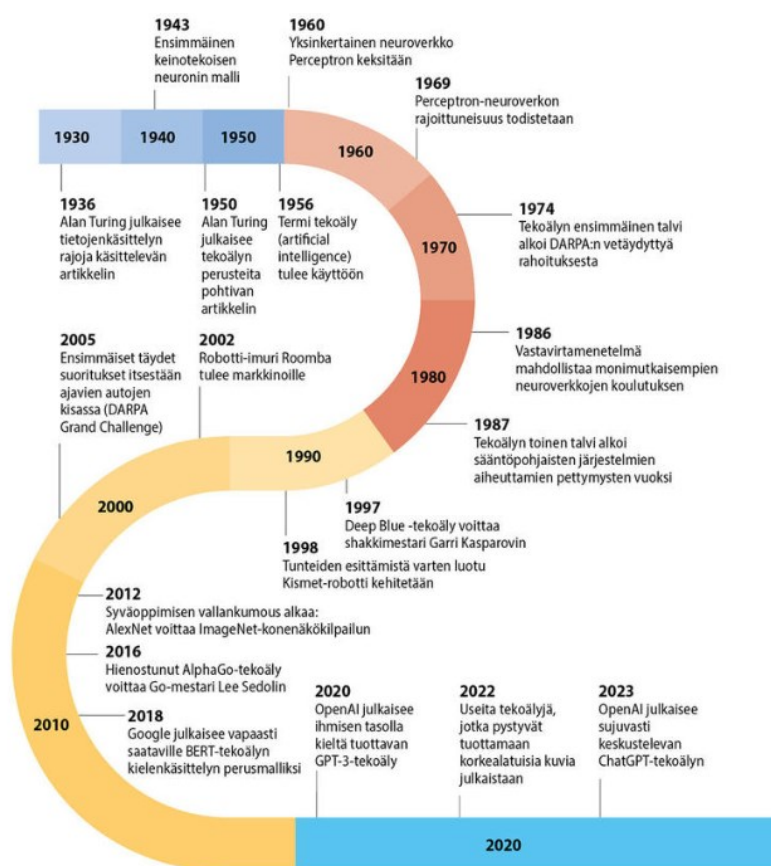 1943
Ensimmäinen
keinotekoisen
neuronin malli
1960
Yksinkertainen neuroverkko
Perceptron keksitään
1969
Perceptron-neuroverkon
rajoittuneisuus todistetaan
1930
1940
1950
1960
1936
Alan Turing julkaisee
tietojenkäsittelyn
rajoja käsittelevän
artikkelin
1950
Alan Turing
julkaisee
tekoälyn
perusteita
pohtivan
artikkelin
1956
Termi tekoäly
(artificial
intelligence)
tulee käyttöön
1970
1974
Tekoälyn ensimmäinen talvi
alkoi DARPA:n vetäydyttyä
rahoituksesta
1980
1986
Vastavirtamenetelmä
mahdollistaa monimutkaisempien
neuroverkkojen koulutuksen
1987
Tekoälyn toinen talvi alkoi
sääntöpohjaisten järjestelmien
aiheuttamien pettymysten vuoksi
2005
Ensimmäiset täydet
suoritukset itsestään
ajavien autojen
kisassa (DARPA
Grand Challenge)
2002
Robotti-imuri Roomba
tulee markkinoille
1990
1997
Deep Blue -tekoäly voittaa
shakkimestari Garri Kasparovin
1998
Tunteiden esittämistä varten luotu
Kismet-robotti kehitetään
2000
2012
Syväoppimisen vallankumous alkaa:
AlexNet voittaa ImageNet-konenäkökilpailun
2016
Hienostunut AlphaGo-tekoäly
voittaa Go-mestari Lee Sedolin
2010
2018
Google julkaisee vapaasti
saataville BERT-tekoälyn
kielenkäsittelyn perusmalliksi
2020
OpenAI julkaisee
ihmisen tasolla
kieltä tuottavan
GPT-3-tekoäly
2022
Useita tekoälyjä,
jotka pystyvät
tuottamaan
korkealatuisia kuvia
julkaistaan
2023
OpenAI julkaisee
sujuvasti
keskustelevan
ChatGPT-tekoälyn
2020